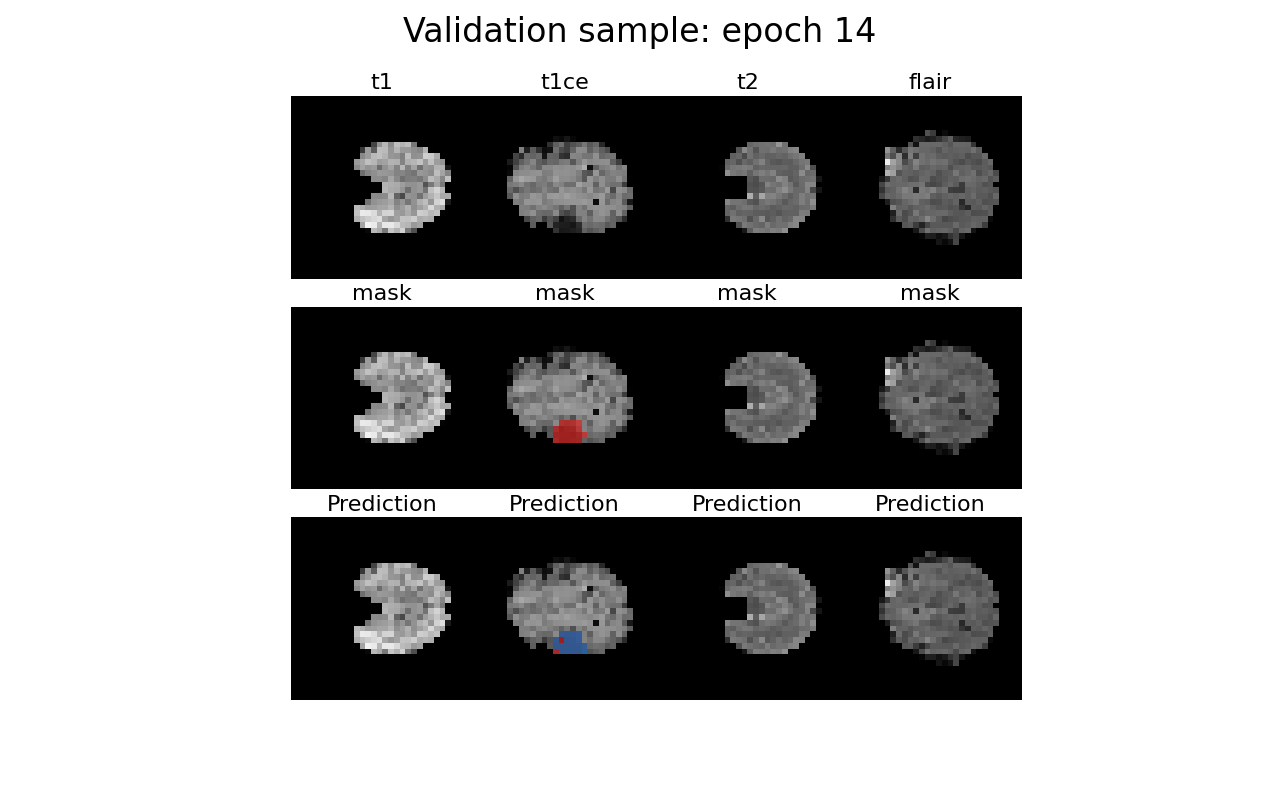 Validation sample: epoch 14
t1 t1ce t2 flair
mask mask mask mask
Prediction Prediction Prediction Prediction